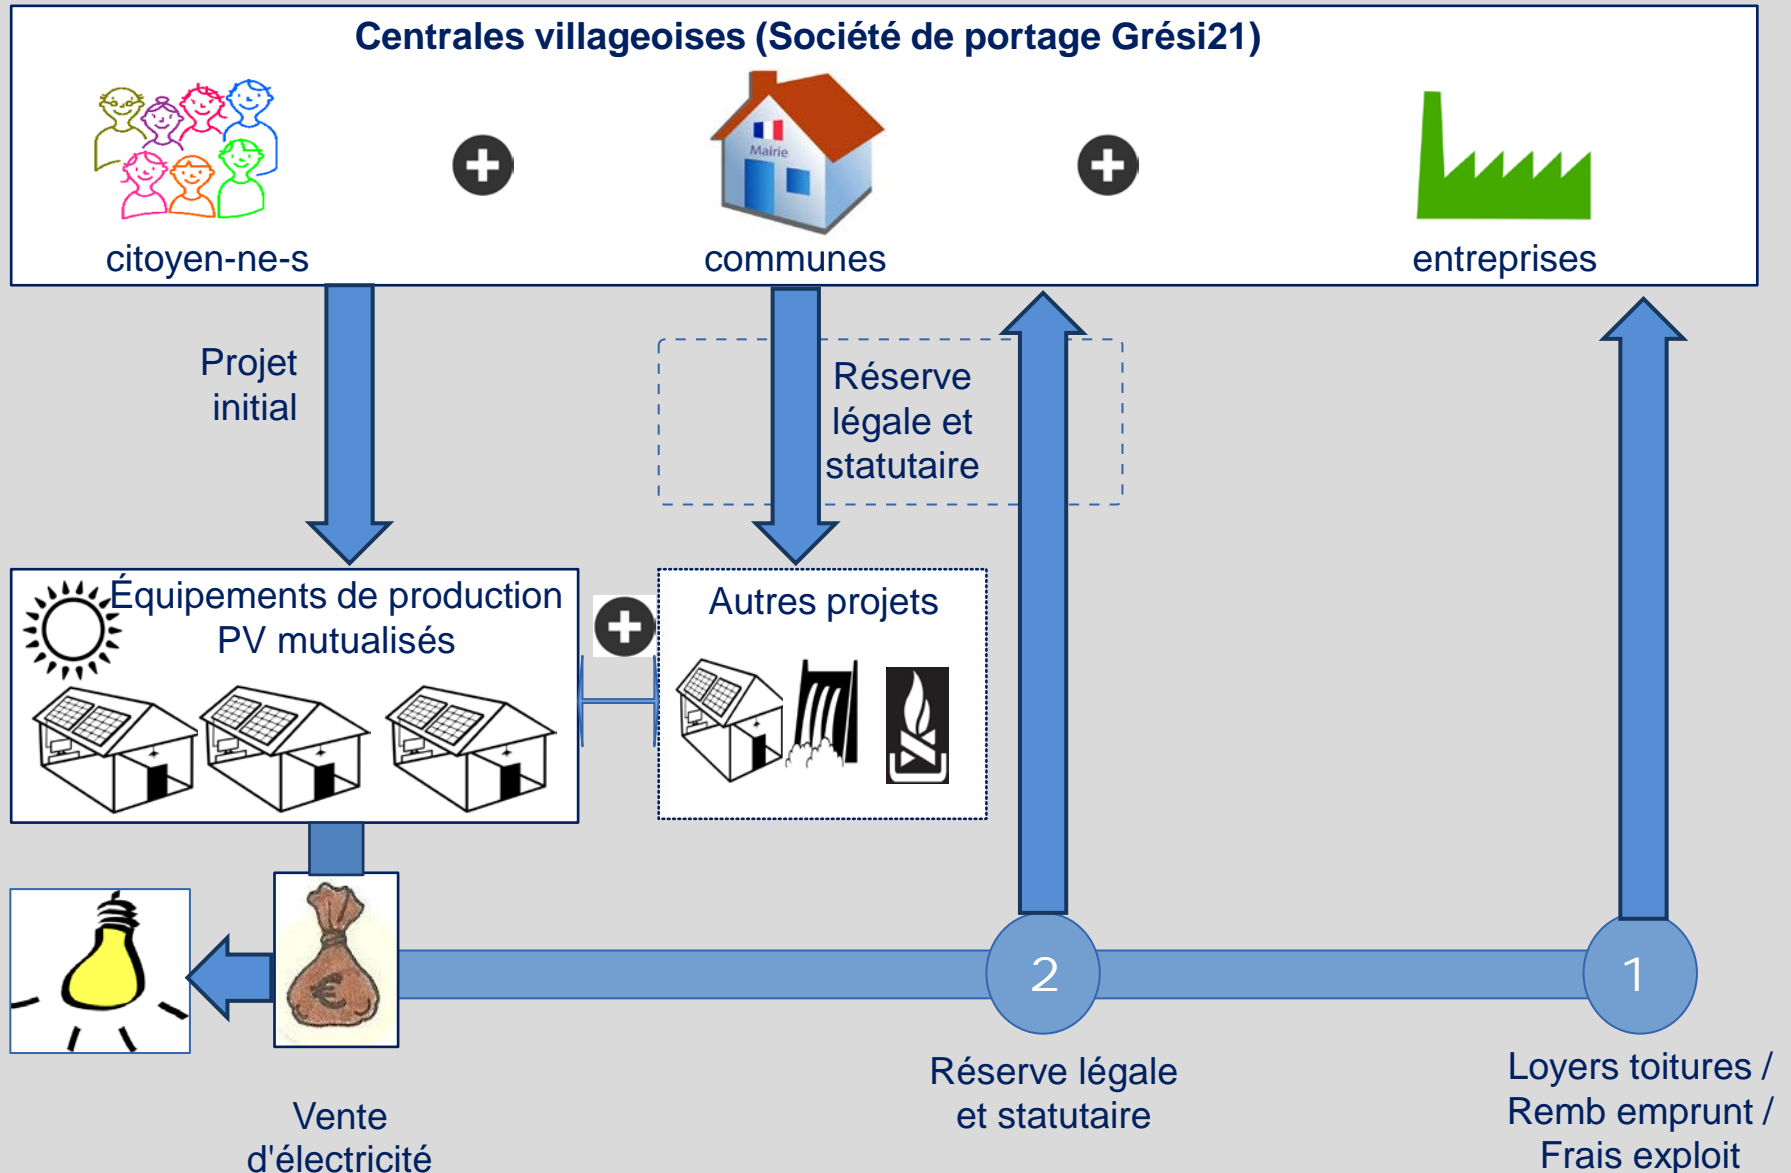 Centrales villageoises (Société de portage Grési21)
Mairie
citoyen-ne-s
communes
entreprises
Projet
initial
Réserve
légale et
statutaire
Équipements de production
PV mutualisés
Autres projets
€
2
1
Vente
d'électricité
Réserve légale
et statutaire
Loyers toitures /
Remb emprunt /
Frais exploit